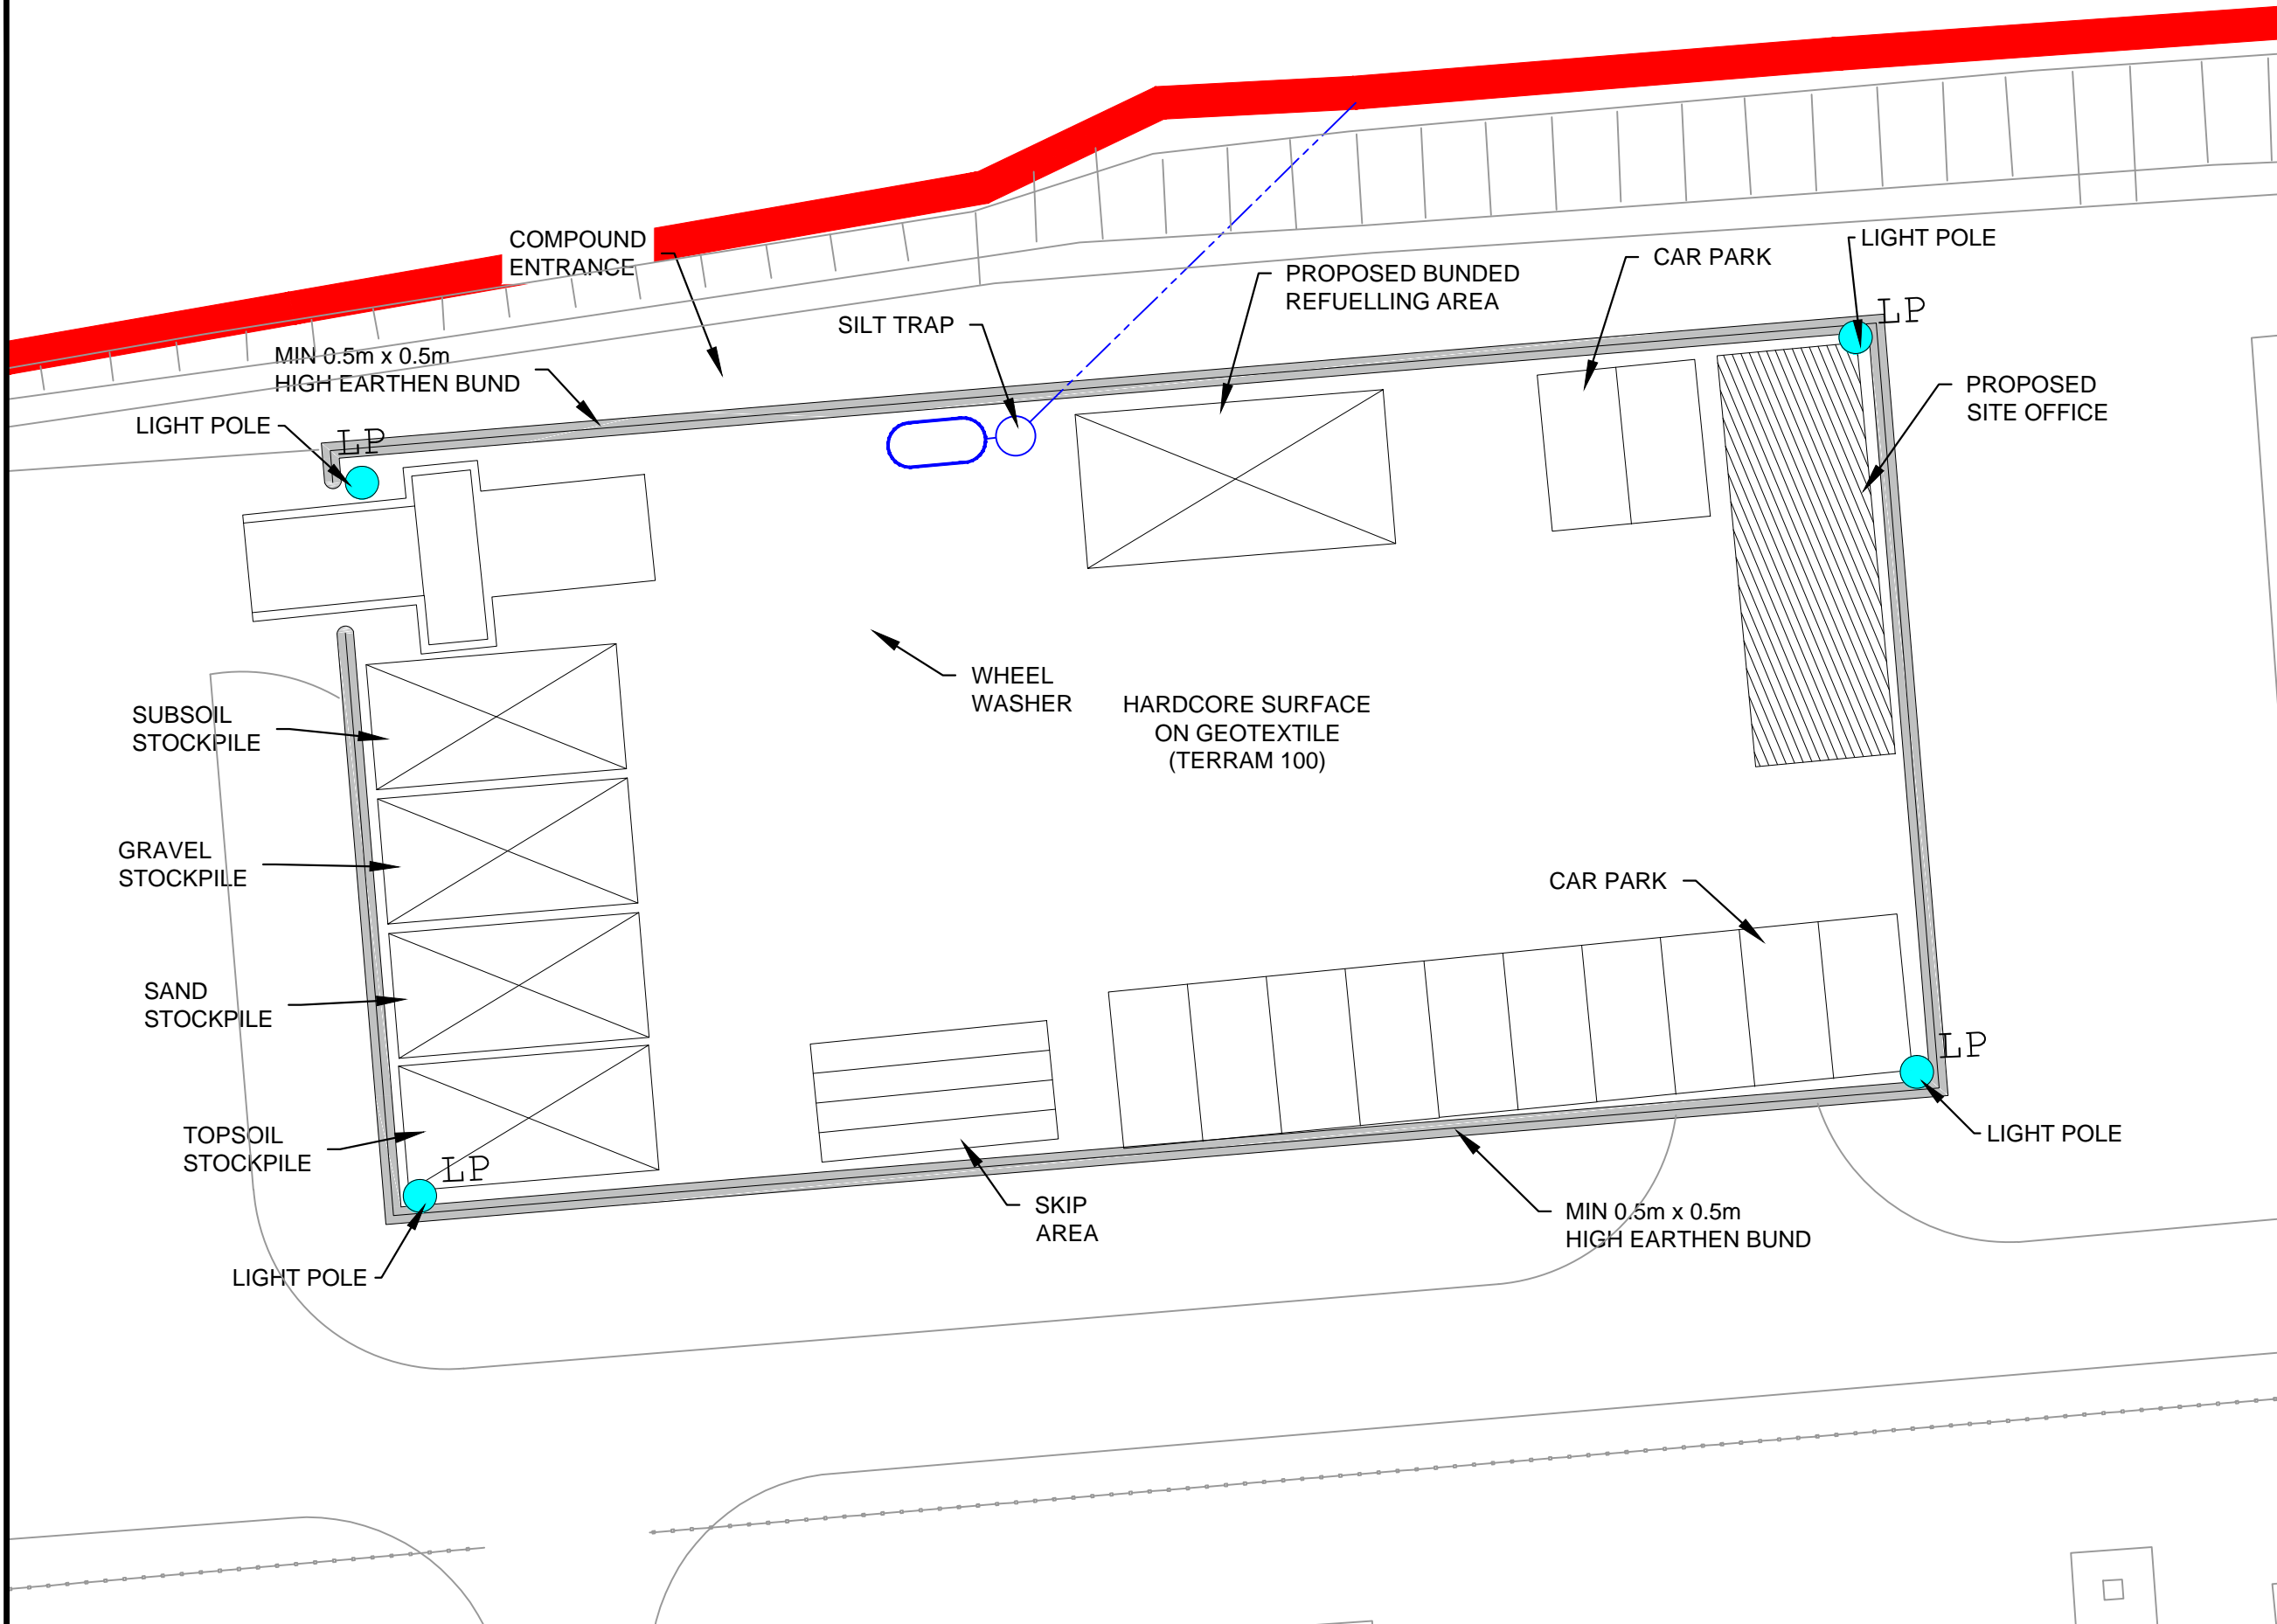 COMPOUND
ENTRANCE
LIGHT POLE
CAR PARK
PROPOSED BUNDED
REFUELLING AREA
LP
SILT TRAP
MIN 0.5m x 0.5m
HIGH EARTHEN BUND
PROPOSED
SITE OFFICE
LIGHT POLE
LP
WHEEL
WASHER
HARDCORE SURFACE
ON GEOTEXTILE
(TERRAM 100)
SUBSOIL
STOCKPILE
GRAVEL
STOCKPILE
CAR PARK
SAND
STOCKPILE
LP
TOPSOIL
STOCKPILE
LIGHT POLE
LP
SKIP
AREA
MIN 0.5m x 0.5m
HIGH EARTHEN BUND
LIGHT POLE